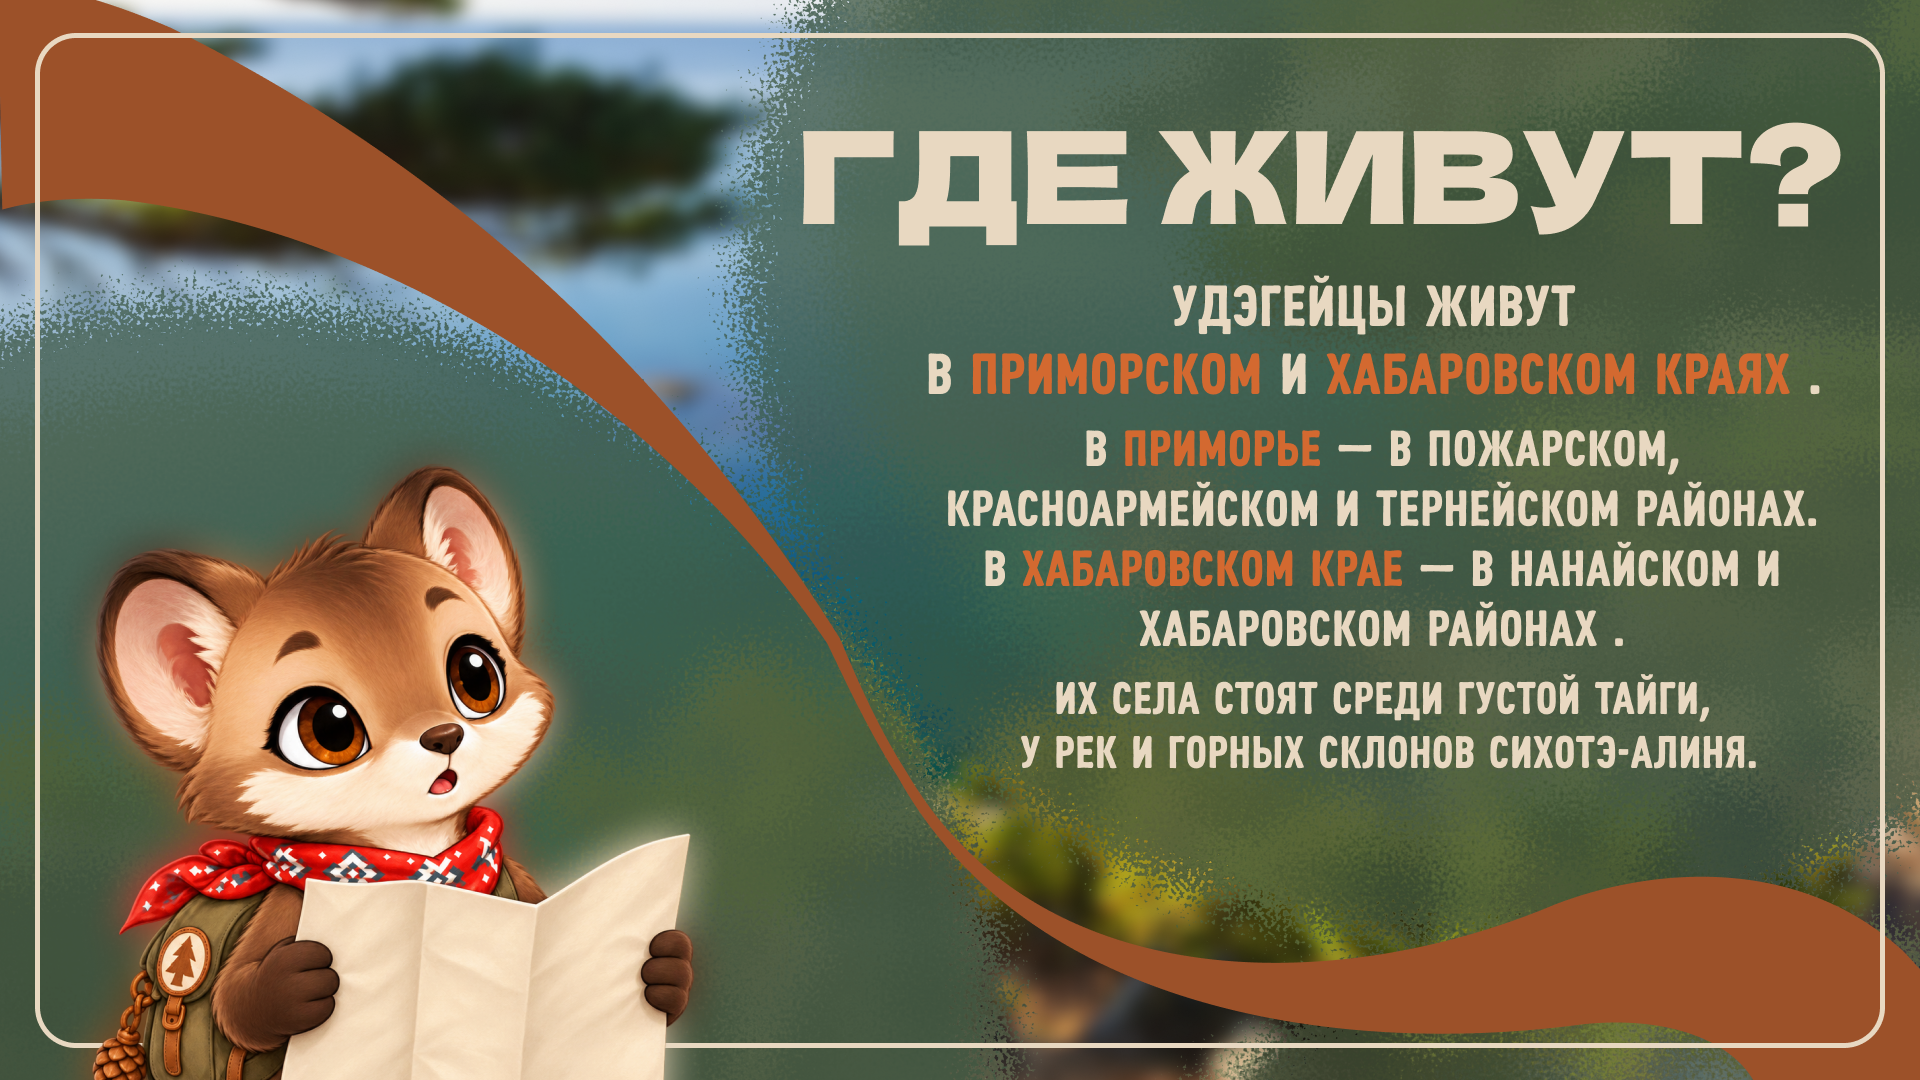 ГДЕ ЖИВУТ?
УДЭГЕЙЦЫ ЖИВУТ
В ПРИМОРСКОМ И ХАБАРОВСКОМ КРАЯХ .
В ПРИМОРЬЕ — В ПОЖАРСКОМ,
КРАСНОАРМЕЙСКОМ И ТЕРНЕЙСКОМ РАЙОНАХ.
В ХАБАРОВСКОМ КРАЕ — В НАНАЙСКОМ И
ХАБАРОВСКОМ РАЙОНАХ .
ИХ СЕЛА СТОЯТ СРЕДИ ГУСТОЙ ТАЙГИ,
У РЕК И ГОРНЫХ СКЛОНОВ СИХОТЭ-АЛИНЯ.